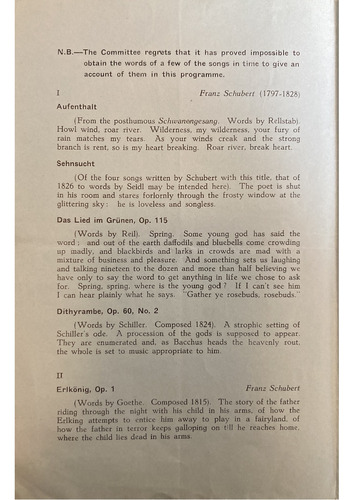 N.B.—The Committee regrets that it has proved impossible to
obtain the words of a few of the songs in time to give an
account of them in this programme.
I Franz Schubert (1797-1828)
Aufenthalt
(From the posthumous Schwanongesang. Words by Rellstab).
Howl wind, roar river. Wilderness, my wilderness, your fury of
rain matches my tears. As your winds creak and the strong
branch is rent, so is my heart breaking. Roar river, break heart.
Sehnsucht
(Of the four songs written by Schubert with this title, that of
1826 to words by Seidl may be intended here). The poet is shut
in his room and stares forlornly through the frosty window at the
glittering sky: he is loveless and songless.
Das Lied im Grünen, Op. 115
(Words by Reil). Spring. Some young god has said the
word; and out of the earth daffodils and bluebells come crowding
up madly, and blackbirds and larks in crowds are mad with a
mixture of business and pleasure. And something sets us laughing
and talking nineteen to the dozen and more than half believing we
have only to say the word to get anything in life we chose to ask
for. Spring, spring, where is the young god? If I can't see him
I can hear plainly what he says. "Gather ye rosebuds, rosebuds."
Dithyrambe, Op. 60, No. 2
(Words by Schiller. Composed 1824). A strophic setting of
Schiller's ode. A procession of the gods is supposed to appear.
They are enumerated and, as Bacchus heads the heavenly rout,
the whole is set to music appropriate to him.
II
Erlkönig, Op. 1 Franz Schubert
(Words by Goethe. Composed 1815). The story of the father
riding through the night with his child in his arms, of how the
Erlking attempts to entice him away to play in a fairyland, of
how the father in terror keeps galloping on till he reaches home,
where the child lies dead in his arms.